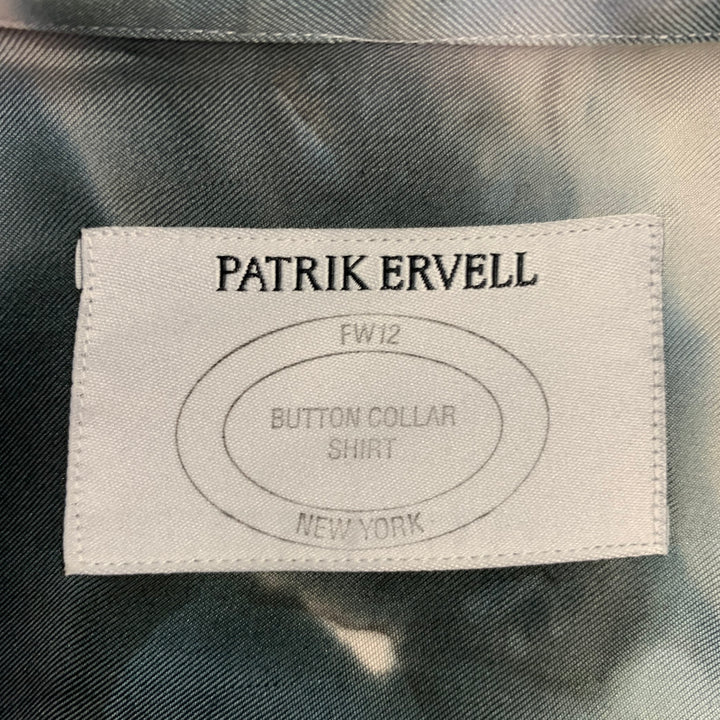 PATRIK ERVELL
FW12
BUTTON COLLAR
SHIRT
NEW YORK